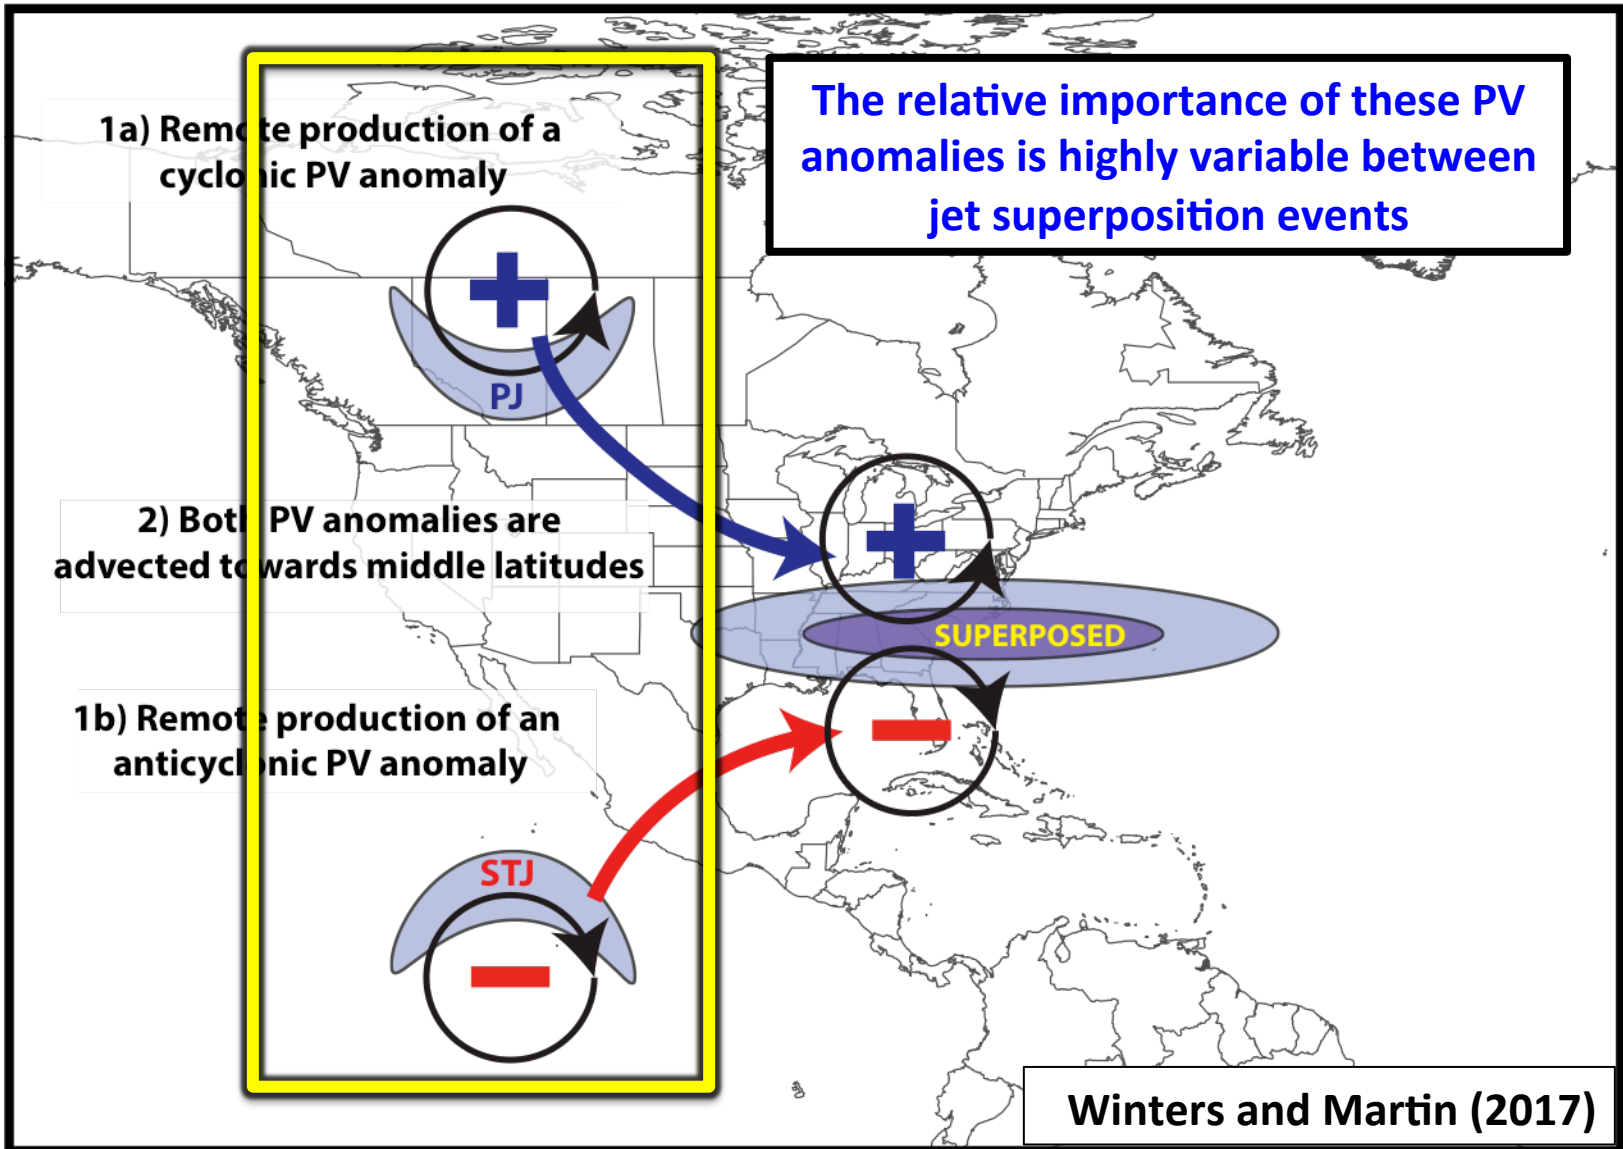 The relative importance of these PV
anomalies is highly variable between
jet superposition events
1a) Remote production of a
cyclonic PV anomaly
PJ
2) Both PV anomalies are
advected towards middle latitudes
SUPERPOSED
1b) Remote production of an
anticyclonic PV anomaly
STJ
Winters and Martin (2017)